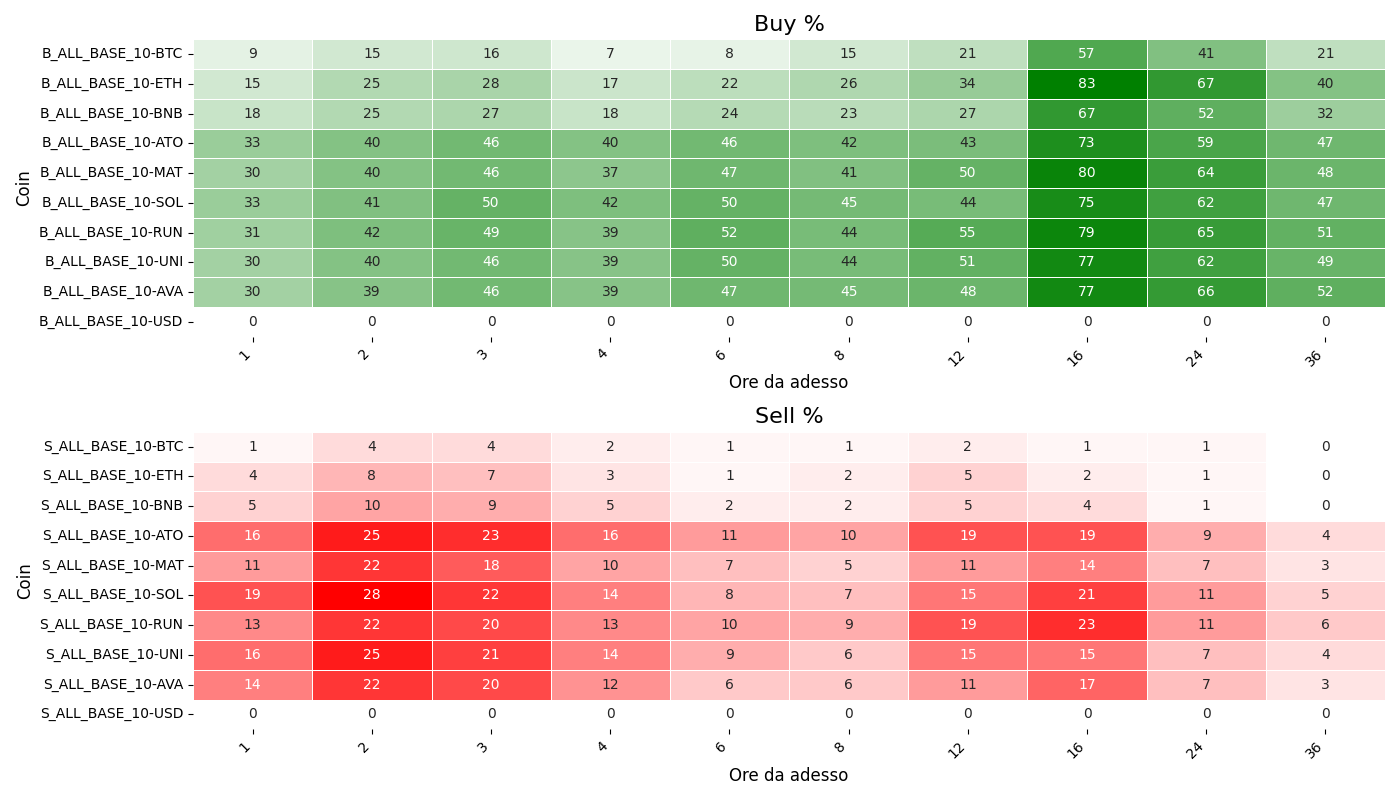 Buy %
Coin
B_ALL_BASE_10-BTC 9 15 16 7 8 15 21 57 41 21
B_ALL_BASE_10-ETH 15 25 28 17 22 26 34 83 67 40
B_ALL_BASE_10-BNB 18 25 27 18 24 23 27 67 52 32
B_ALL_BASE_10-ATO 33 40 46 40 46 42 43 73 59 47
B_ALL_BASE_10-MAT 30 40 46 37 47 41 50 80 64 48
B_ALL_BASE_10-SOL 33 41 50 42 50 45 44 75 62 47
B_ALL_BASE_10-RUN 31 42 49 39 52 44 55 79 65 51
B_ALL_BASE_10-UNI 30 40 46 39 50 44 51 77 62 49
B_ALL_BASE_10-AVA 30 39 46 39 47 45 48 77 66 52
B_ALL_BASE_10-USD 0 0 0 0 0 0 0 0 0 0
1 2 3 4 6 8 12 16 24 36
Ore da adesso
Sell %
Coin
S_ALL_BASE_10-BTC 1 4 4 2 1 1 2 1 1 0
S_ALL_BASE_10-ETH 4 8 7 3 1 2 5 2 1 0
S_ALL_BASE_10-BNB 5 10 9 5 2 2 5 4 1 0
S_ALL_BASE_10-ATO 16 25 23 16 11 10 19 19 9 4
S_ALL_BASE_10-MAT 11 22 18 10 7 5 11 14 7 3
S_ALL_BASE_10-SOL 19 28 22 14 8 7 15 21 11 5
S_ALL_BASE_10-RUN 13 22 20 13 10 9 19 23 11 6
S_ALL_BASE_10-UNI 16 25 21 14 9 6 15 15 7 4
S_ALL_BASE_10-AVA 14 22 20 12 6 6 11 17 7 3
S_ALL_BASE_10-USD 0 0 0 0 0 0 0 0 0 0
1 2 3 4 6 8 12 16 24 36
Ore da adesso